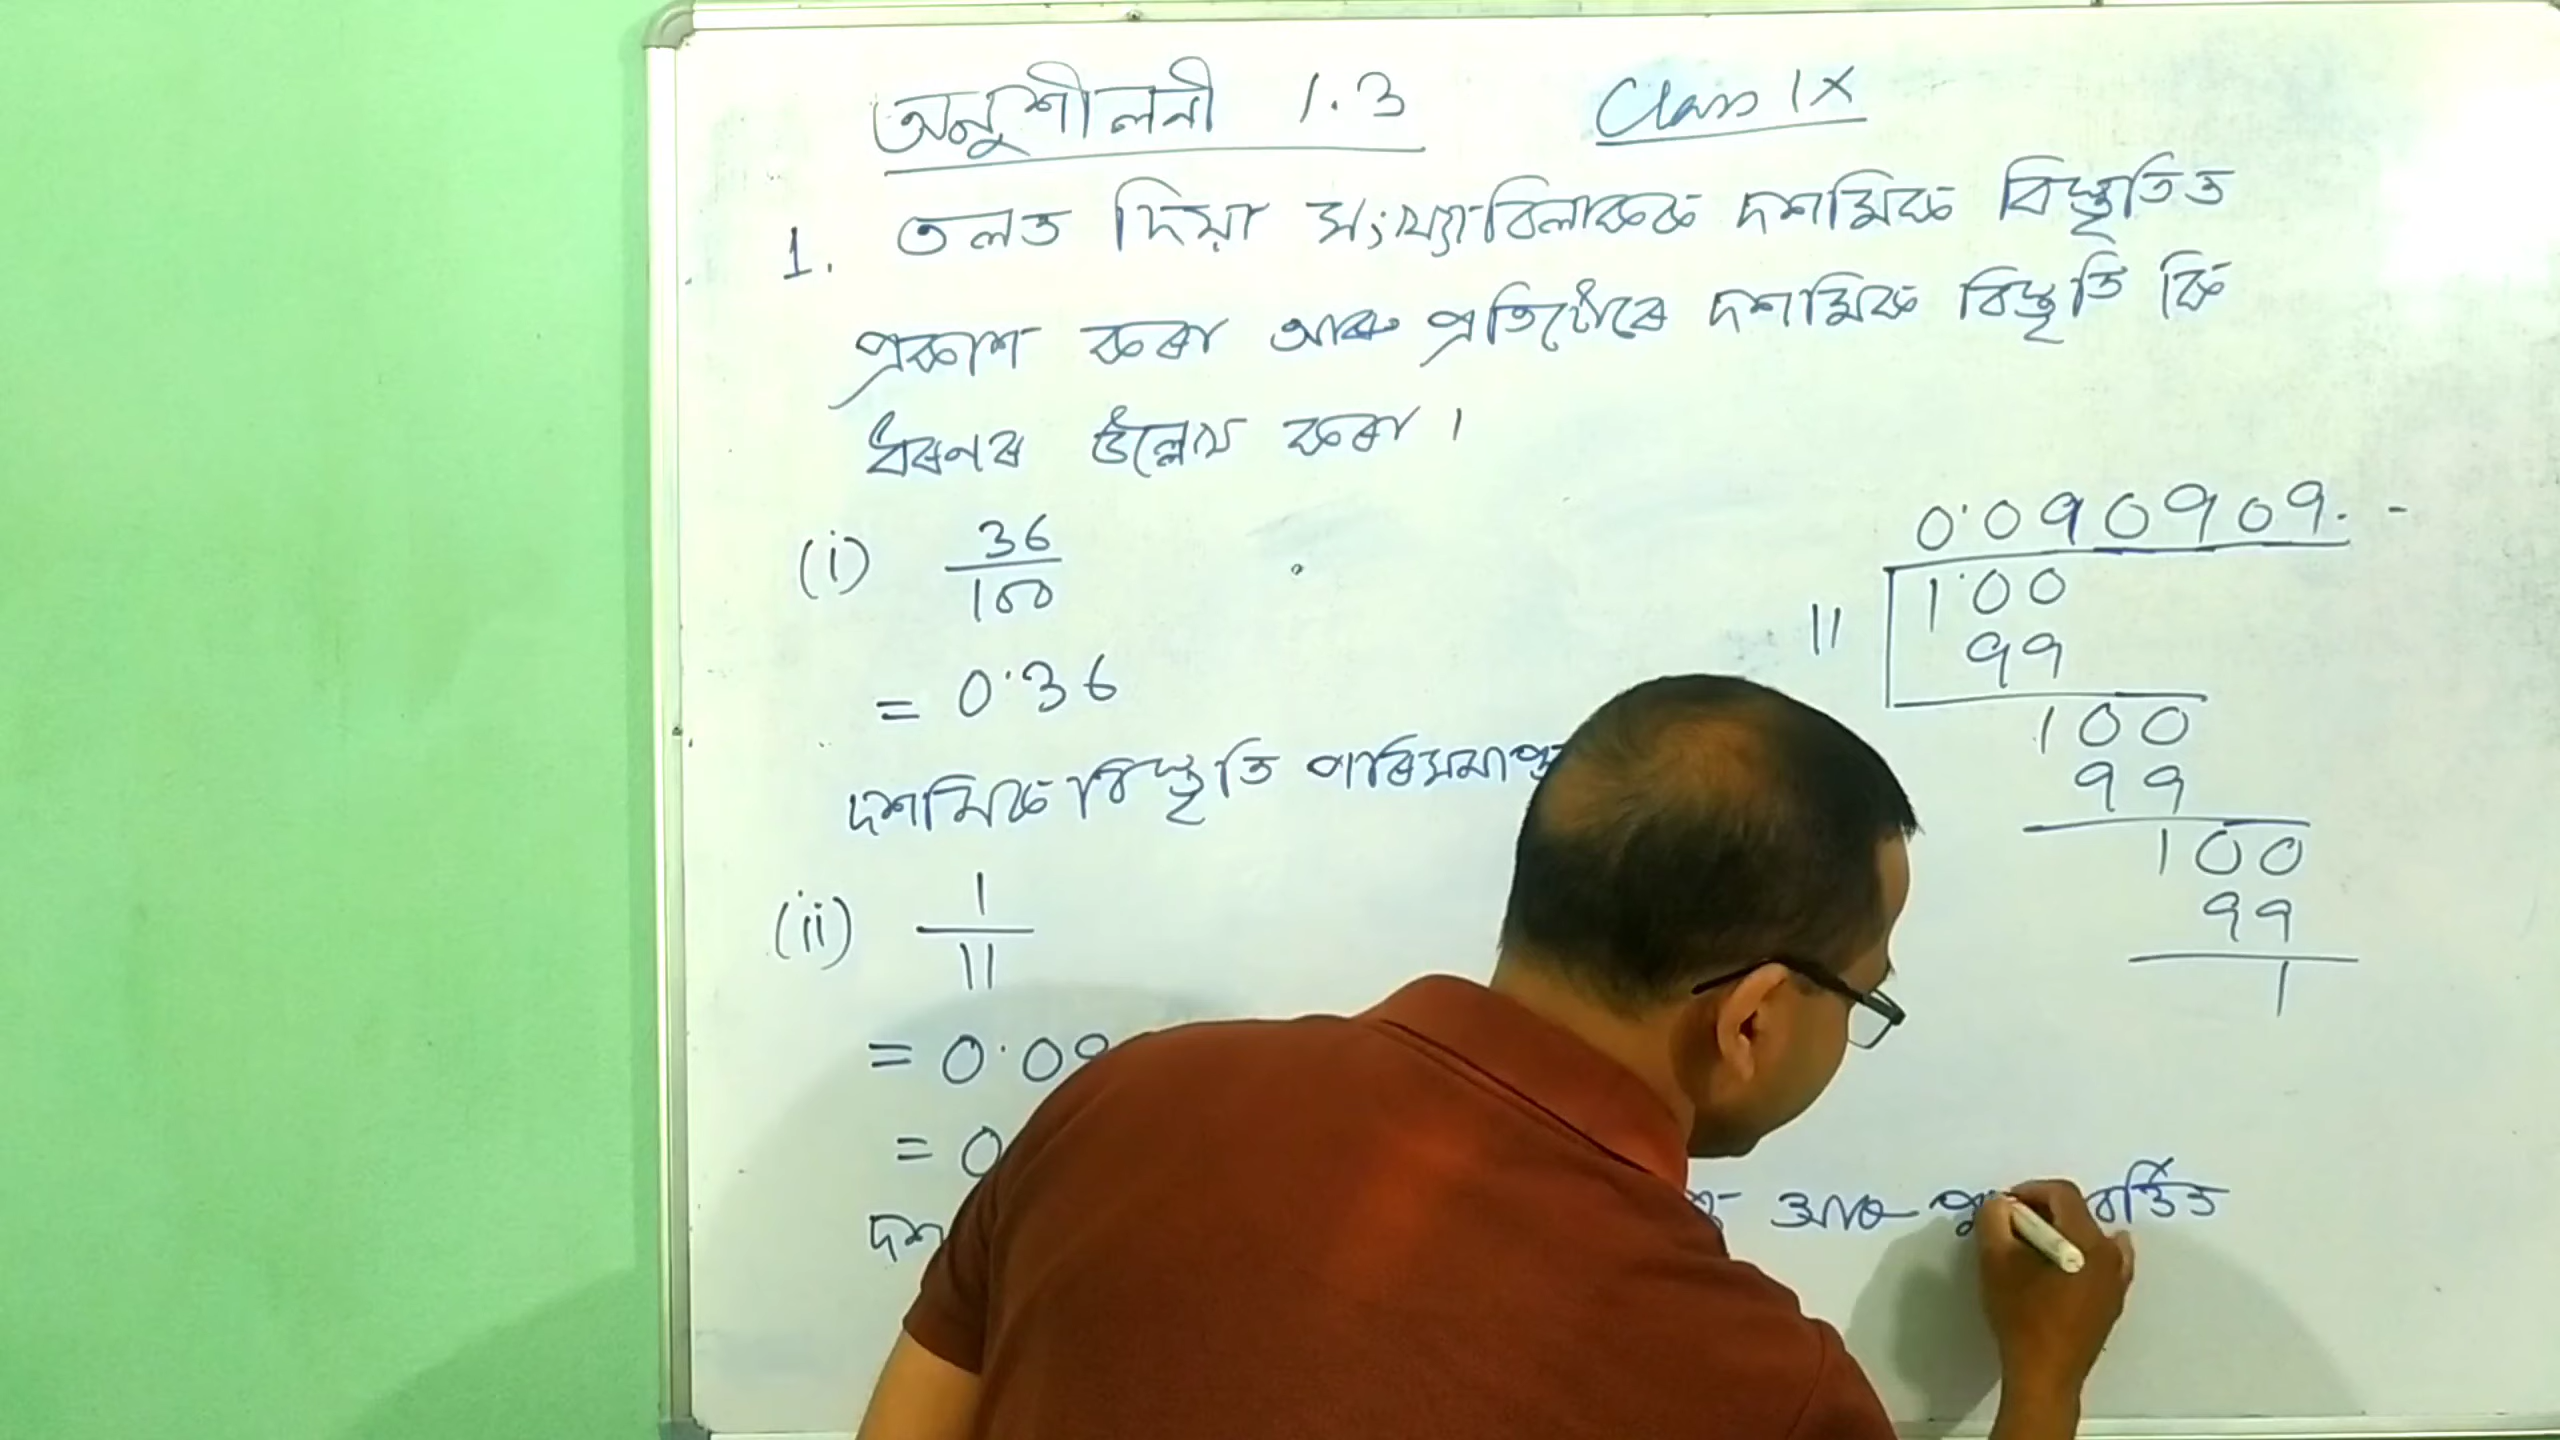 অনুশীলনী 1.3 Class IX
1. তলত দিয়া সংখ্যাবিলাকক দশমিক বিস্তৃতিত
প্ৰকাশ কৰা আৰু প্ৰতিটোৰে দশমিক বিস্তৃতি কি
ধৰণৰ উল্লেখ কৰা ।
(i) 36
100
= 0.36
দশমিক বিস্তৃতি পৰিসমাপ্ত
(ii) 1
11
= 0.09
= 0
দশ আৰু বৰ্তিত
0.090909. -
11 1.00
99
100
99
100
99
1